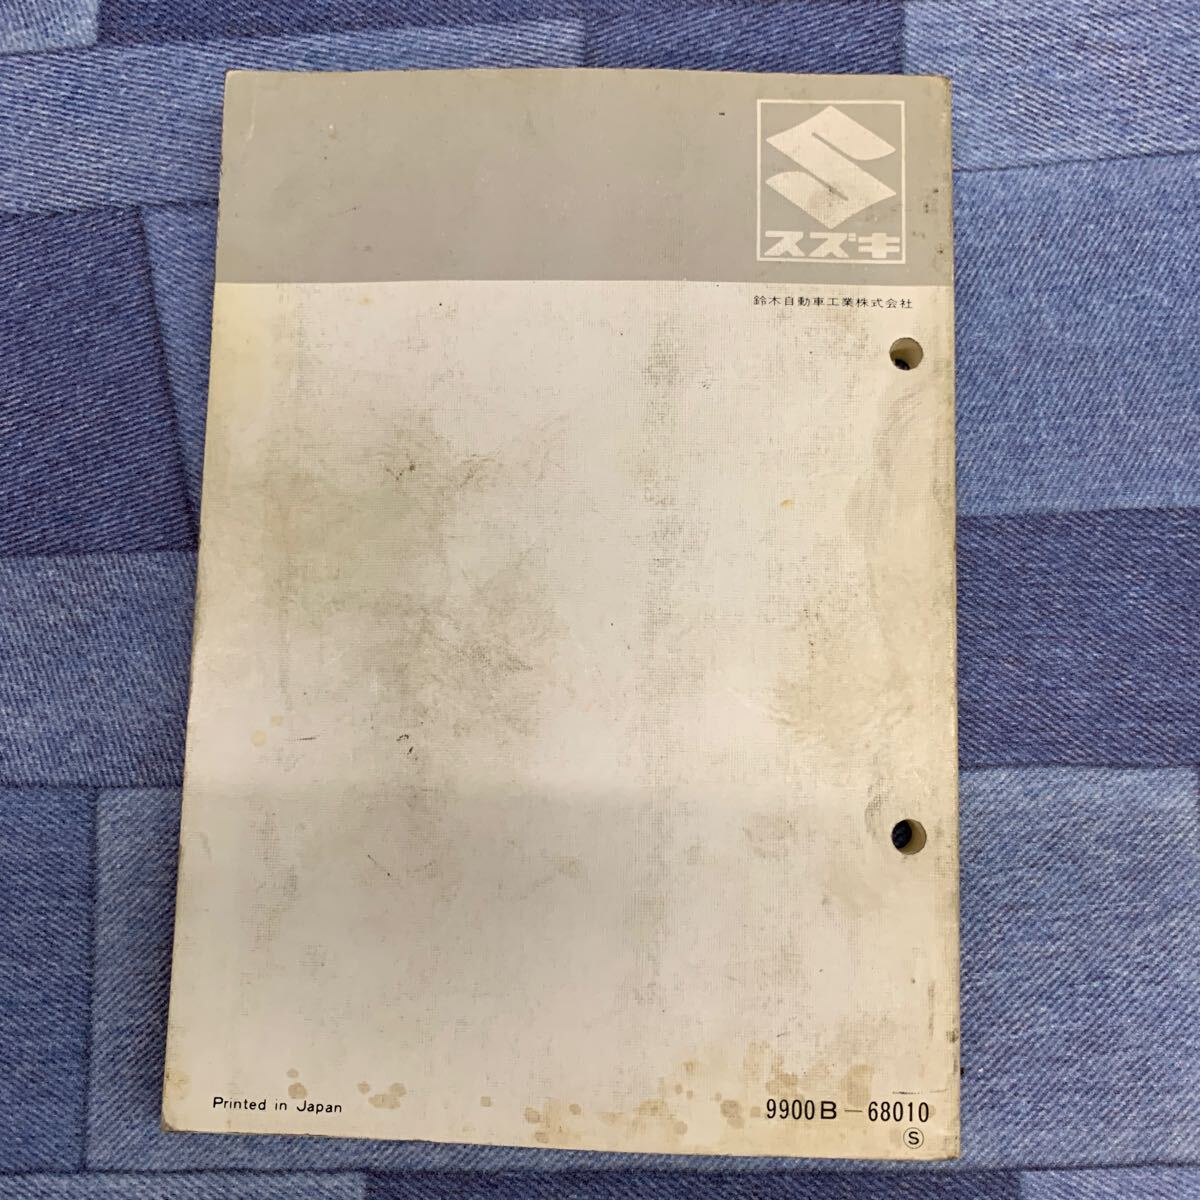 スズキ
鈴木自動車工業株式会社
Printed in Japan
9900B-68010
Ⓢ